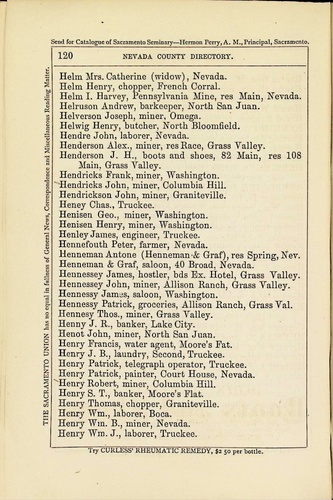 Send for Catalogue of Sacramento Seminary—Hermon Perry, A. M., Principal, Sacramento.
120 NEVADA COUNTY DIRECTORY.
THE SACRAMENTO UNION has no equal in fullness of General News, Correspondence and Miscellaneous Reading Matter.
Helm Mrs. Catherine (widow), Nevada.
Helm Henry, chopper, French Corral.
Helm I. Harvey, Pennsylvania Mine, res Main, Nevada.
Helruson Andrew, barkeeper, North San Juan.
Helverson Joseph, miner, Omega.
Helwig Henry, butcher, North Bloomfield.
Hendre John, laborer, Nevada.
Henderson Alex., miner, res Race, Grass Valley.
Henderson J. H., boots and shoes, 82 Main, res 108
Main, Grass Valley.
Hendricks Frank, miner, Washington.
Hendricks John, miner, Columbia Hill.
Hendrickson John, miner, Graniteville.
Heney Chas., Truckee.
Henisen Geo., miner, Washington.
Henisen Henry, miner, Washington.
Henley James, engineer, Truckee.
Hennefouth Peter, farmer, Nevada.
Henneman Antone (Henneman & Graf), res Spring, Nev.
Henneman & Graf, saloon, 40 Broad, Nevada.
Hennessey James, hostler, bds Ex. Hotel, Grass Valley.
Hennessey John, miner, Allison Ranch, Grass Valley.
Hennessy James, saloon, Washington.
Hennessy Patrick, groceries, Allison Ranch, Grass Val.
Hennesy Thos., miner, Grass Valley.
Henny J. R., banker, Lake City.
Henot John, miner, North San Juan.
Henry Francis, water agent, Moore's Fat.
Henry J. B., laundry, Second, Truckee.
Henry Patrick, telegraph operator, Truckee.
Henry Patrick, painter, Court House, Nevada.
Henry Robert, miner, Columbia Hill.
Henry S. T., banker, Moore's Flat.
Henry Thomas, chopper, Graniteville.
Henry Wm., laborer, Boca.
Henry Wm. B., miner, Nevada.
Henry Wm. J., laborer, Truckee.
Try CURLESS' RHEUMATIC REMEDY, $2 50 per bottle.